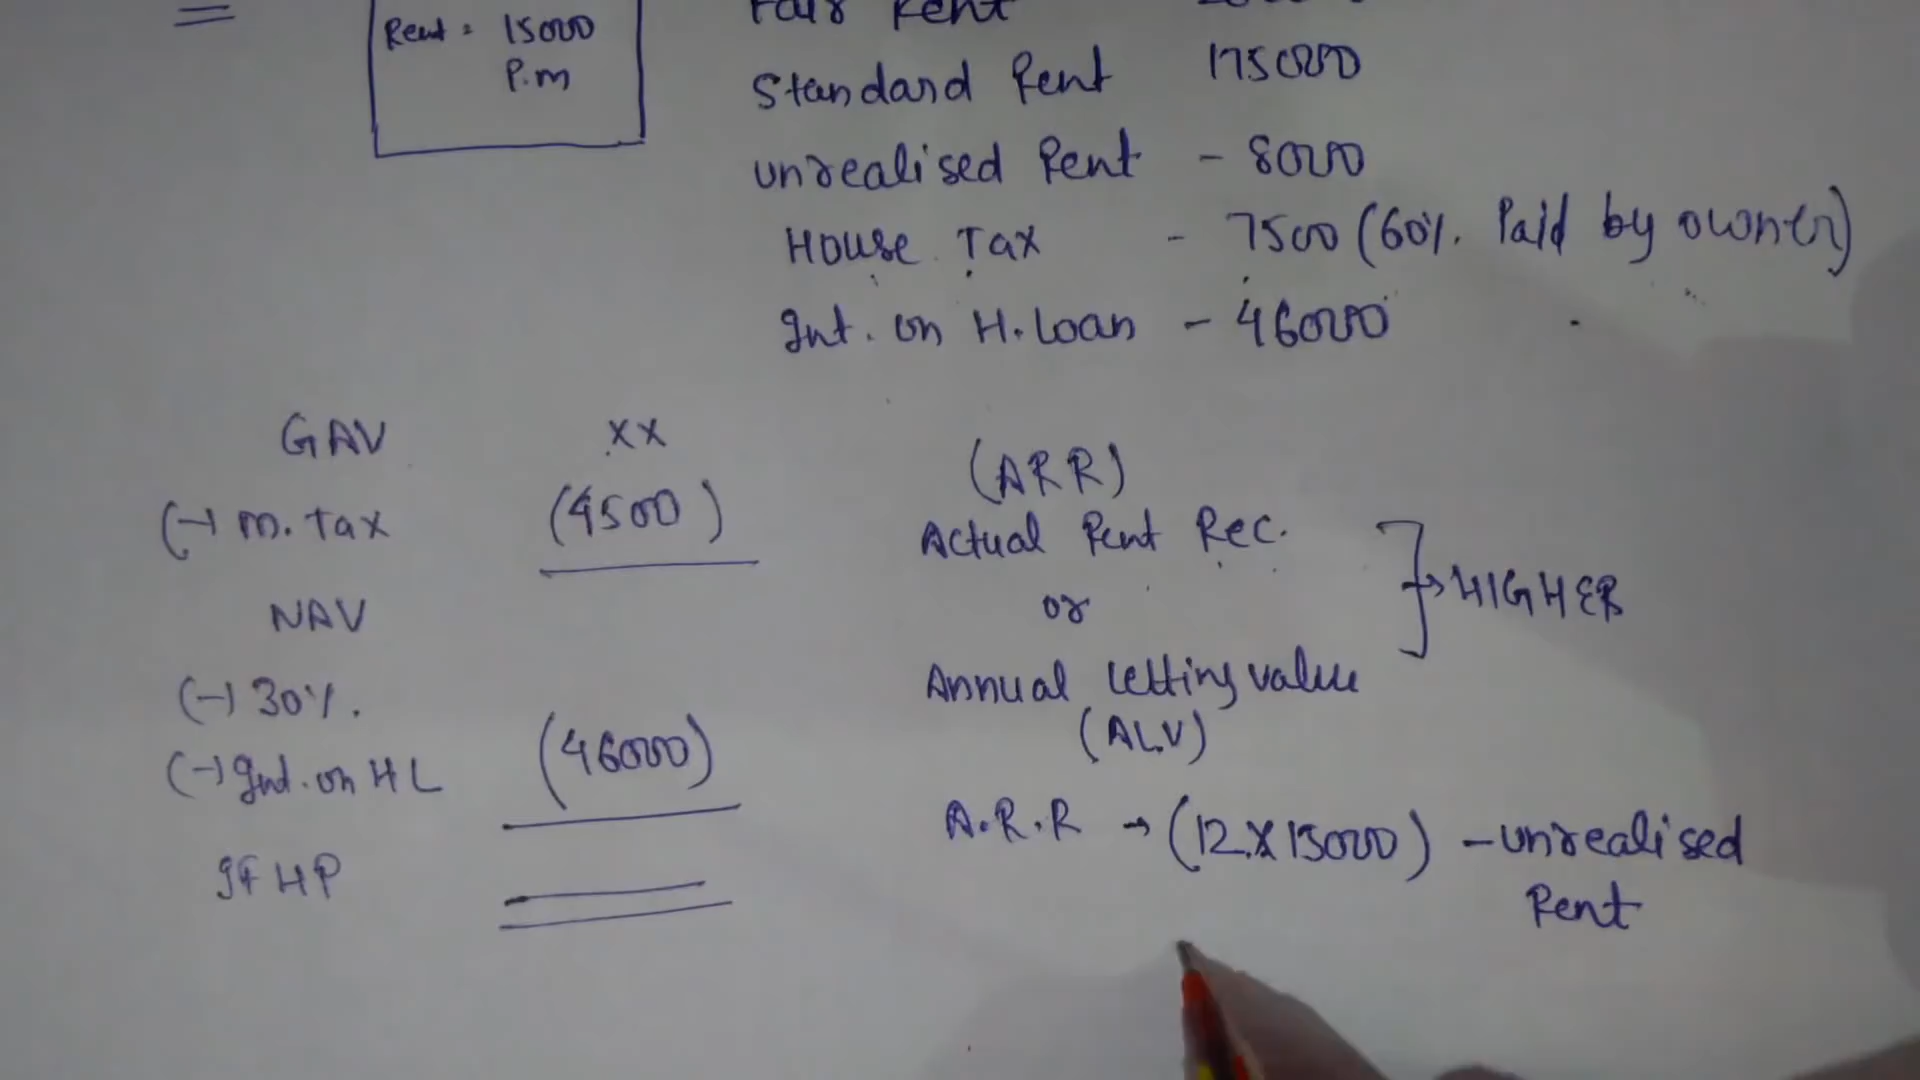 Rent = 15000
P.m
Fair Rent
Standard Rent 175000
unrealised Rent - 8000
House Tax - 7500 (60%. Paid by owner)
Int. on H. Loan - 46000
GAV xx
(-) m. Tax (4500)
NAV
(-) 30%.
(-) Int. on HL (46000)
IFHP
(ARR)
Actual Rent Rec.
or
Annual letting value
(ALV)
HIGHER
A.R.R → (12 x 15000) - unrealised
Rent